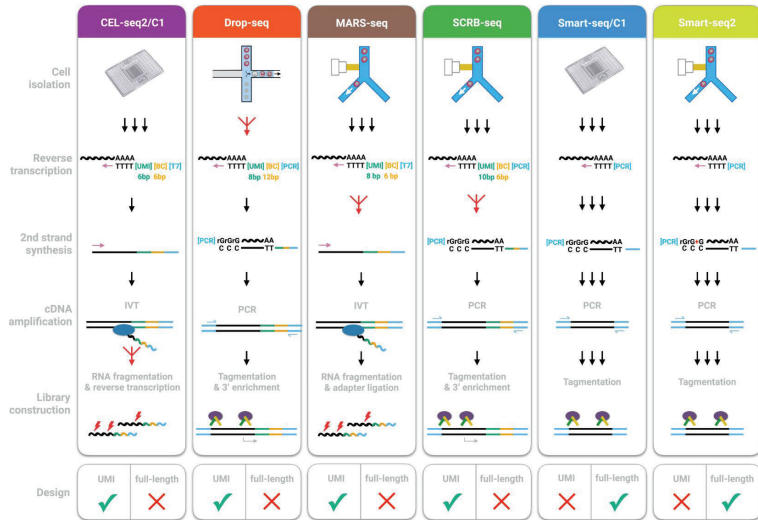 CEL-seq2/C1 Drop-seq MARS-seq SCRB-seq Smart-seq/C1 Smart-seq2
Cell
isolation
Reverse
transcription
AAAA AAAA AAAA AAAA AAAA AAAA
TTTT [UMI] [BC] [T7] TTTT [UMI] [BC] [PCR] TTTT [UMI] [BC] [T7] TTTT [UMI] [BC] [PCR] TTTT [PCR] TTTT [PCR]
6bp 6bp 8bp 12bp 8 bp 6 bp 10bp 6bp
2nd strand
synthesis
[PCR] rGrGrG AA [PCR] rGrGrG AA [PCR] rGrGrG AA [PCR] rG+G AA
C C C TT C C C TT C C C TT C C C TT
cDNA
amplification
IVT PCR IVT PCR PCR PCR
Library
construction
RNA fragmentation
& reverse transcription
Tagmentation
& 3' enrichment
RNA fragmentation
& adapter ligation
Tagmentation
& 3' enrichment
Tagmentation
Tagmentation
Design
UMI full-length UMI full-length UMI full-length UMI full-length UMI full-length UMI full-length